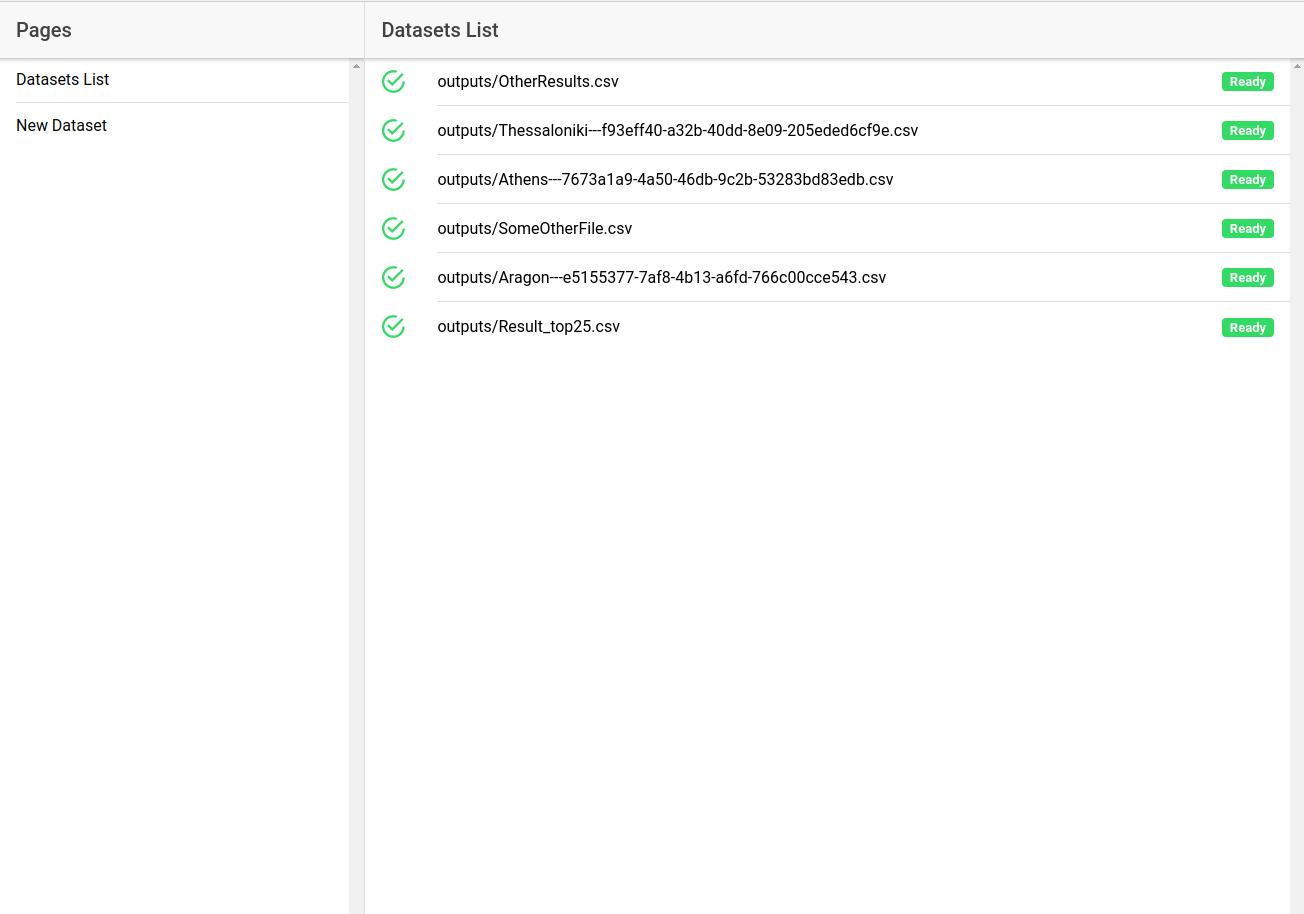 Pages
Datasets List
New Dataset
Datasets List
outputs/OtherResults.csv Ready
outputs/Thessaloniki---f93eff40-a32b-40dd-8e09-205eded6cf9e.csv Ready
outputs/Athens---7673a1a9-4a50-46db-9c2b-53283bd83edb.csv Ready
outputs/SomeOtherFile.csv Ready
outputs/Aragon---e5155377-7af8-4b13-a6fd-766c00cce543.csv Ready
outputs/Result_top25.csv Ready